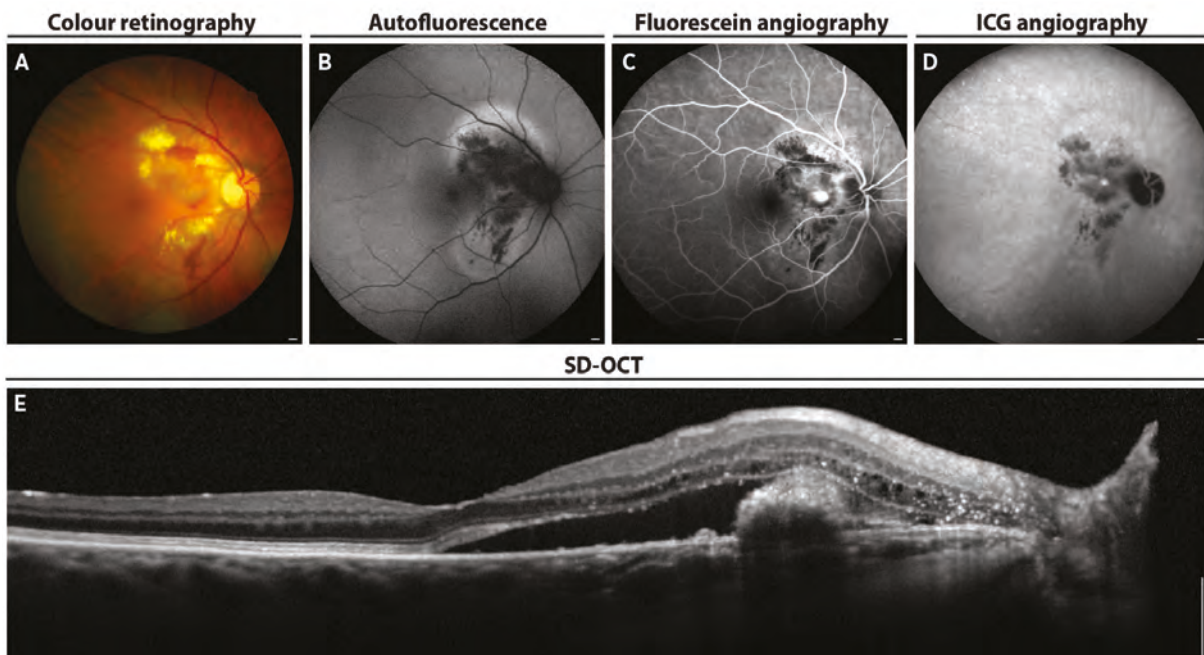 Colour retinography
Autofluorescence
Fluorescein angiography
ICG angiography
A
B
C
D
SD-OCT
E